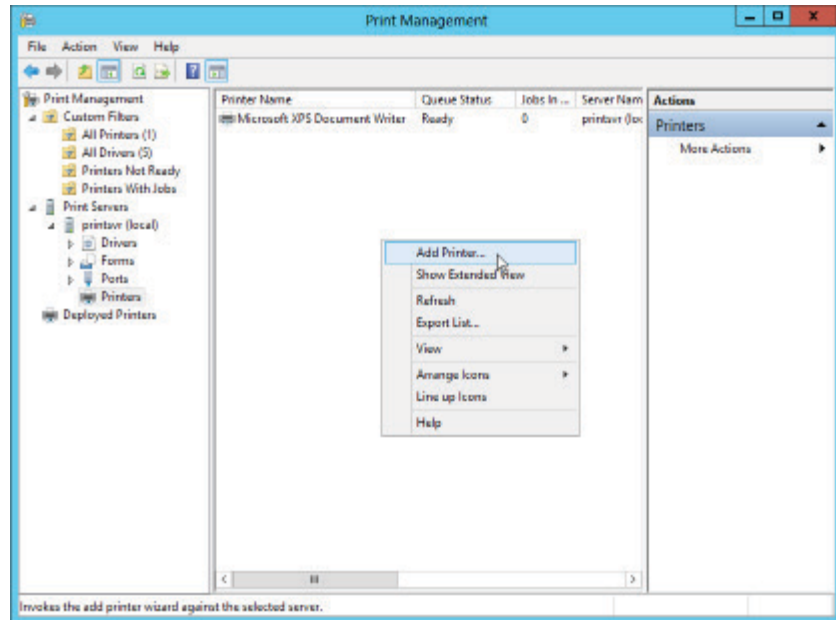 Print Management
File Action View Help
Print Management
Custom Filters
All Printers (1)
All Drivers (5)
Printers Not Ready
Printers With Jobs
Print Servers
printsvr (local)
Drivers
Forms
Ports
Printers
Deployed Printers
Printer Name Queue Status Jobs In ... Server Nam
Microsoft XPS Document Writer Ready 0 printsvr (loc
Add Printer...
Show Extended View
Refresh
Export List...
View
Arrange Icons
Line up Icons
Help
Actions
Printers
More Actions
Invokes the add printer wizard against the selected server.